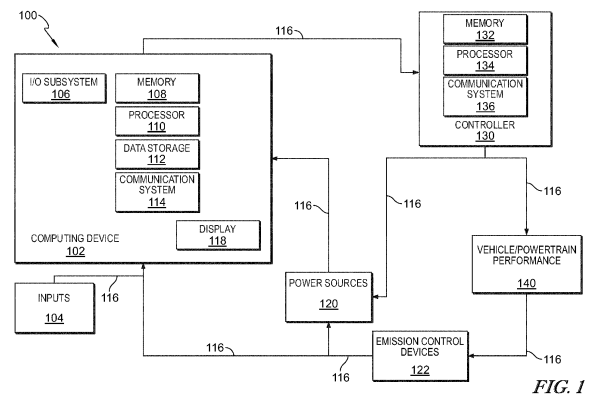 100
116
I/O SUBSYSTEM
106
MEMORY
108
PROCESSOR
110
DATA STORAGE
112
COMMUNICATION
SYSTEM
114
DISPLAY
118
COMPUTING DEVICE
102
MEMORY
132
PROCESSOR
134
COMMUNICATION
SYSTEM
136
CONTROLLER
130
116
116
116
INPUTS
104
116
POWER SOURCES
120
VEHICLE/POWERTRAIN
PERFORMANCE
140
116
116
EMISSION CONTROL
DEVICES
122
116
FIG. 1